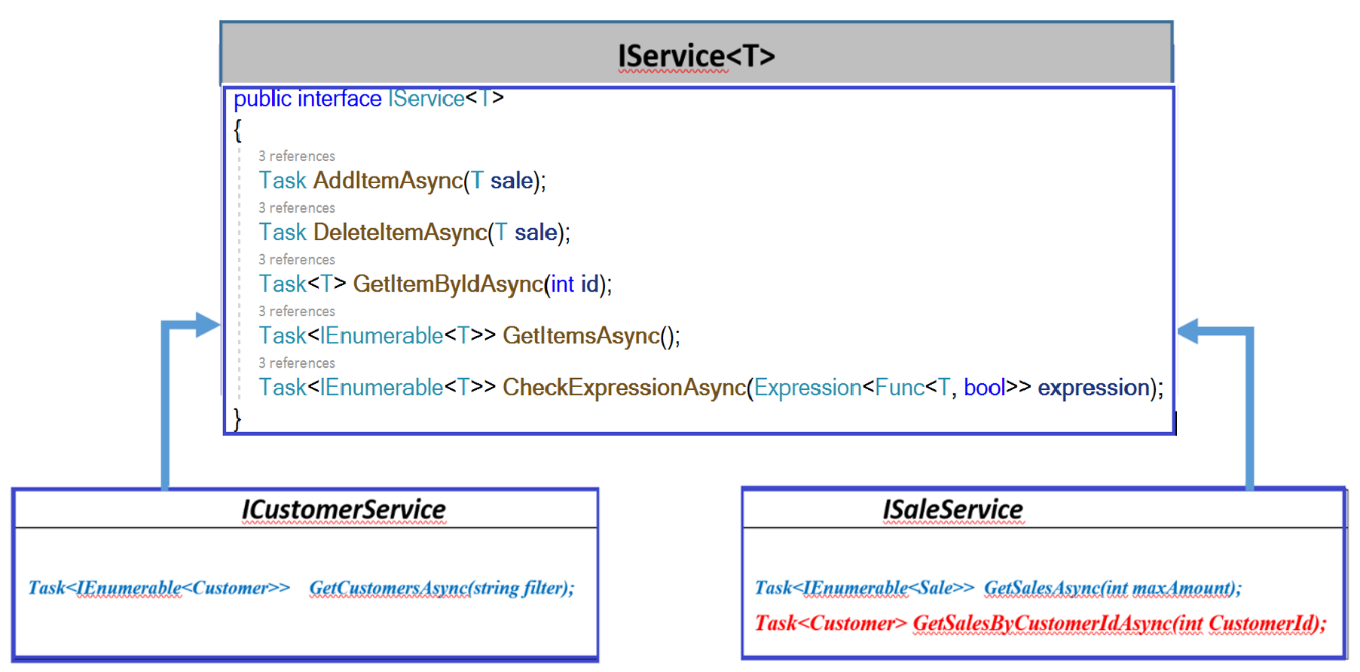 IService<T>
public interface IService<T>
{
3 references
Task AddItemAsync(T sale);
3 references
Task DeleteItemAsync(T sale);
3 references
Task<T> GetItemByIdAsync(int id);
3 references
Task<IEnumerable<T>> GetItemsAsync();
3 references
Task<IEnumerable<T>> CheckExpressionAsync(Expression<Func<T, bool>> expression);
}
ICustomerService
Task<IEnumerable<Customer>> GetCustomersAsync(string filter);
ISaleService
Task<IEnumerable<Sale>> GetSalesAsync(int maxAmount);
Task<Customer> GetSalesByCustomerIdAsync(int CustomerId);